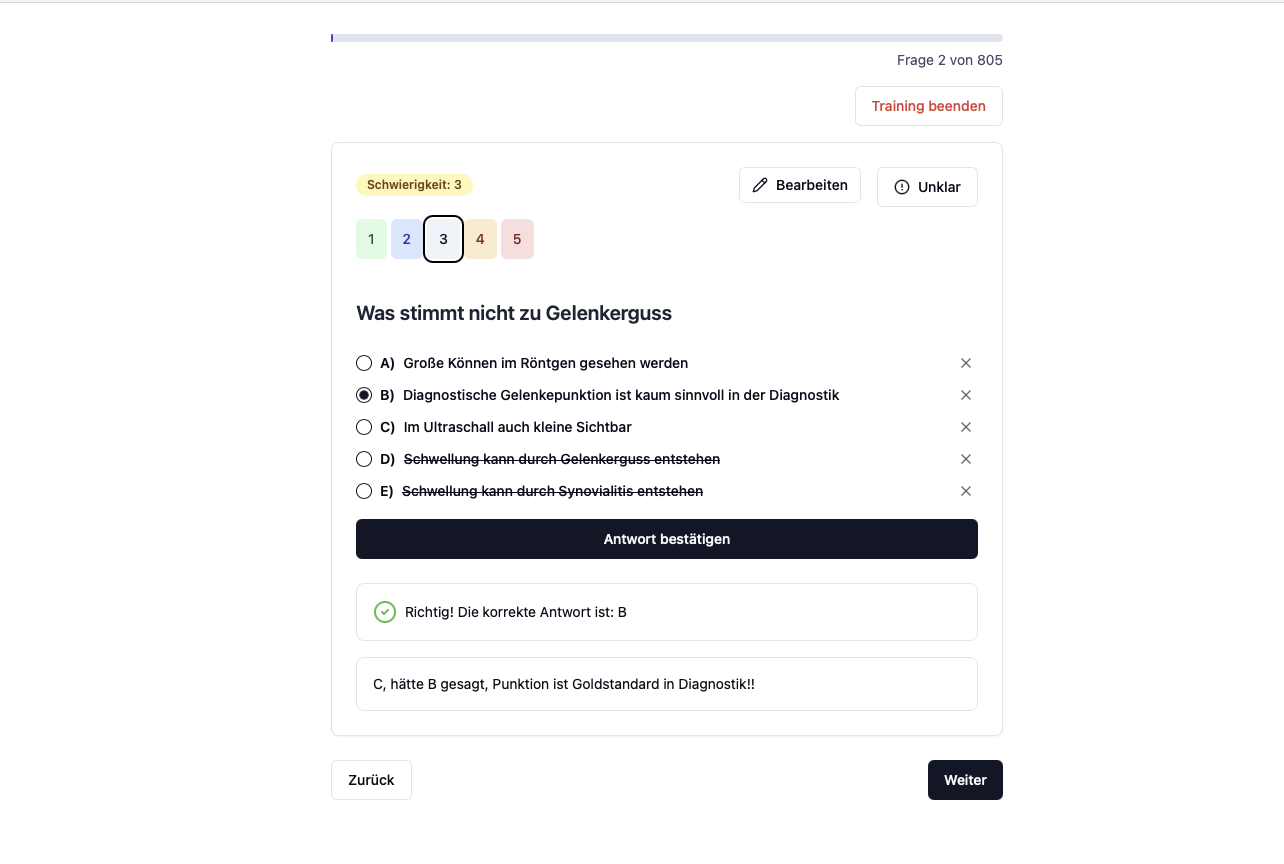 Frage 2 von 805
Training beenden
Schwierigkeit: 3
Bearbeiten
Unklar
1 2 3 4 5
Was stimmt nicht zu Gelenkerguss
A) Große Können im Röntgen gesehen werden
B) Diagnostische Gelenkepunktion ist kaum sinnvoll in der Diagnostik
C) Im Ultraschall auch kleine Sichtbar
D) Schwellung kann durch Gelenkerguss entstehen
E) Schwellung kann durch Synovialitis entstehen
Antwort bestätigen
Richtig! Die korrekte Antwort ist: B
C, hätte B gesagt, Punktion ist Goldstandard in Diagnostik!!
Zurück
Weiter